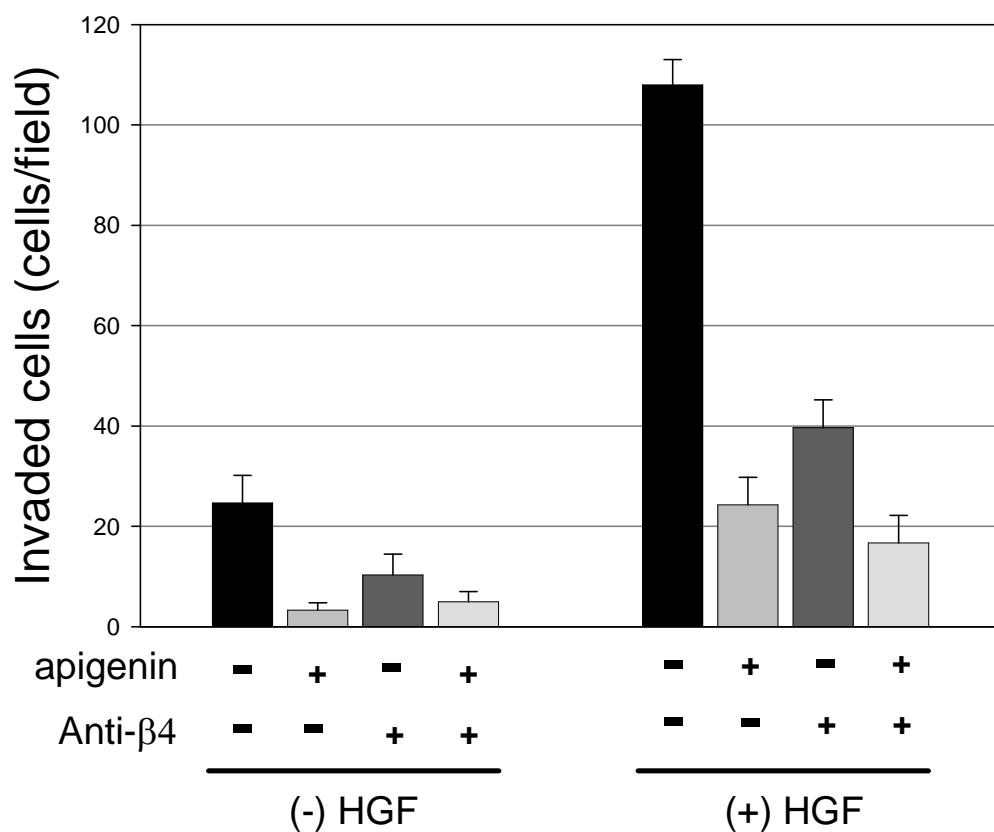 Invaded cells (cells/field)
120
100
80
60
40
20
0
apigenin - + - + - + - +
Anti-β4 - - + + - - + +
(-) HGF (+) HGF